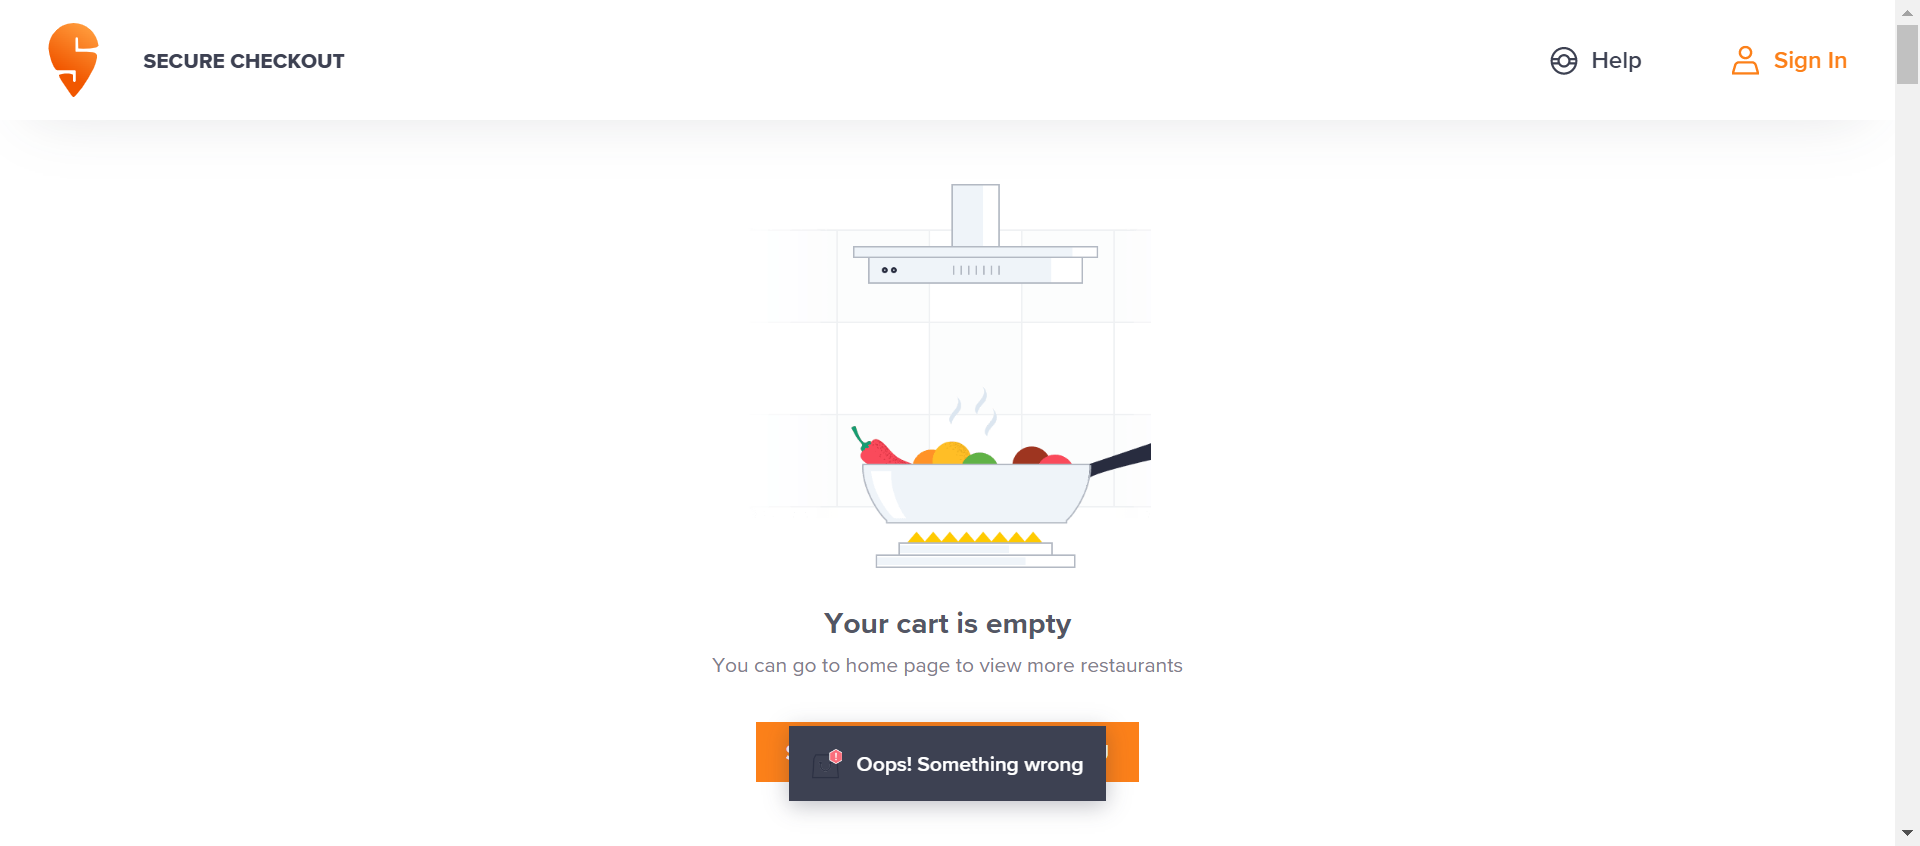 SECURE CHECKOUT
Help
Sign In
Your cart is empty
You can go to home page to view more restaurants
Oops! Something wrong